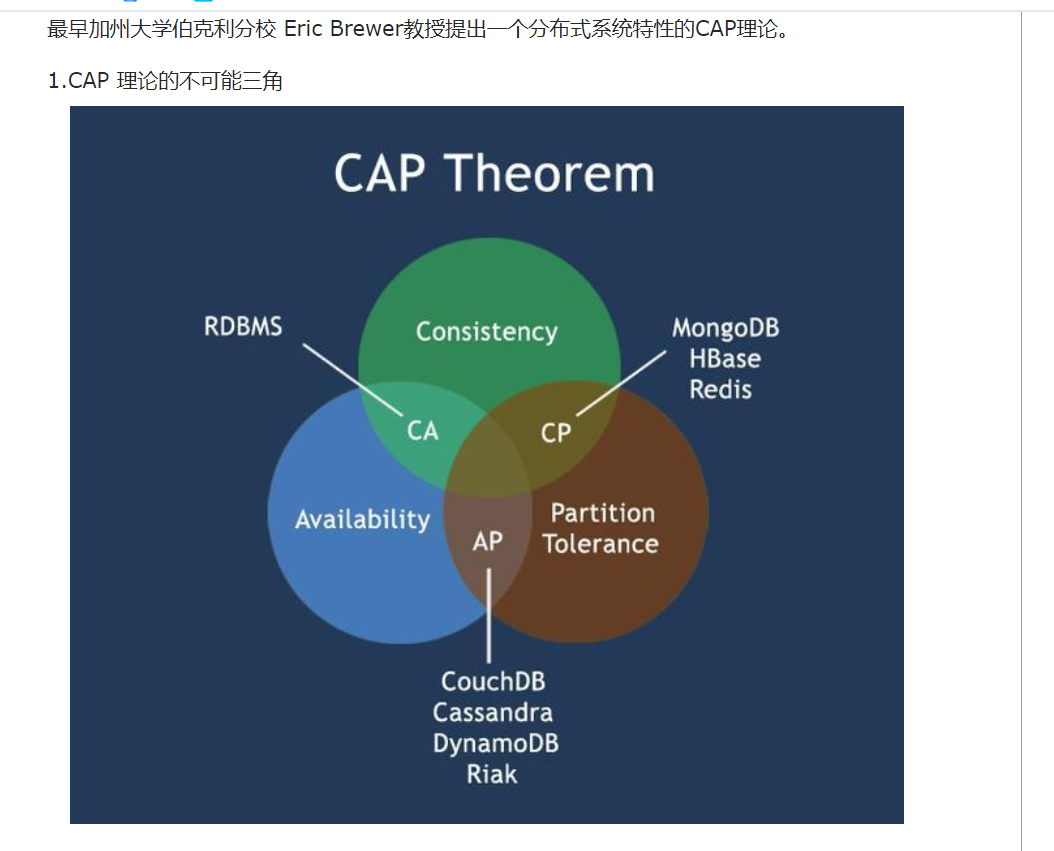 最早加州大学伯克利分校 Eric Brewer教授提出一个分布式系统特性的CAP理论。
1.CAP 理论的不可能三角
CAP Theorem
RDBMS
Consistency
MongoDB
HBase
Redis
CA
CP
Availability
Partition
Tolerance
AP
CouchDB
Cassandra
DynamoDB
Riak